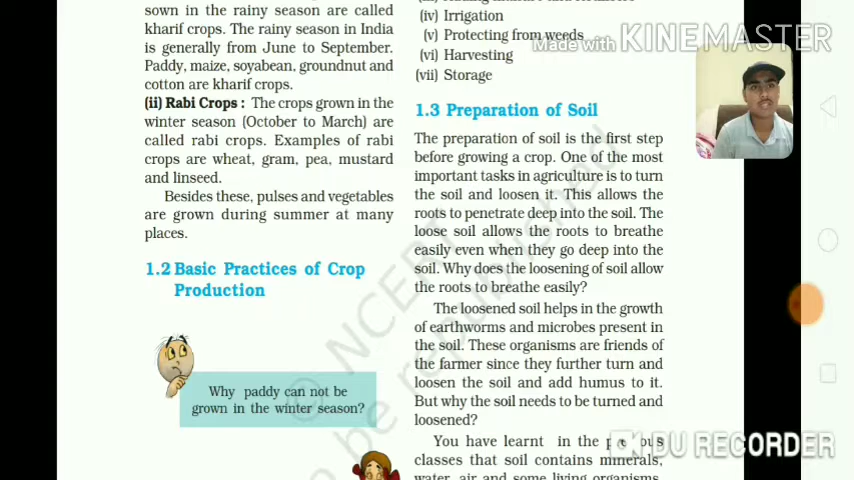 sown in the rainy season are called
kharif crops. The rainy season in India
is generally from June to September.
Paddy, maize, soyabean, groundnut and
cotton are kharif crops.
(ii) Rabi Crops : The crops grown in the
winter season (October to March) are
called rabi crops. Examples of rabi
crops are wheat, gram, pea, mustard
and linseed.
Besides these, pulses and vegetables
are grown during summer at many
places.
1.2 Basic Practices of Crop
Production
Why paddy can not be
grown in the winter season?
(iv) Irrigation
(v) Protecting from weeds
(vi) Harvesting
(vii) Storage
1.3 Preparation of Soil
The preparation of soil is the first step
before growing a crop. One of the most
important tasks in agriculture is to turn
the soil and loosen it. This allows the
roots to penetrate deep into the soil. The
loose soil allows the roots to breathe
easily even when they go deep into the
soil. Why does the loosening of soil allow
the roots to breathe easily?
The loosened soil helps in the growth
of earthworms and microbes present in
the soil. These organisms are friends of
the farmer since they further turn and
loosen the soil and add humus to it.
But why the soil needs to be turned and
loosened?
You have learnt in the previous
classes that soil contains minerals,
water, air and some living organisms.
Made with KINEMASTER
DU RECORDER
© NCERT
be republished